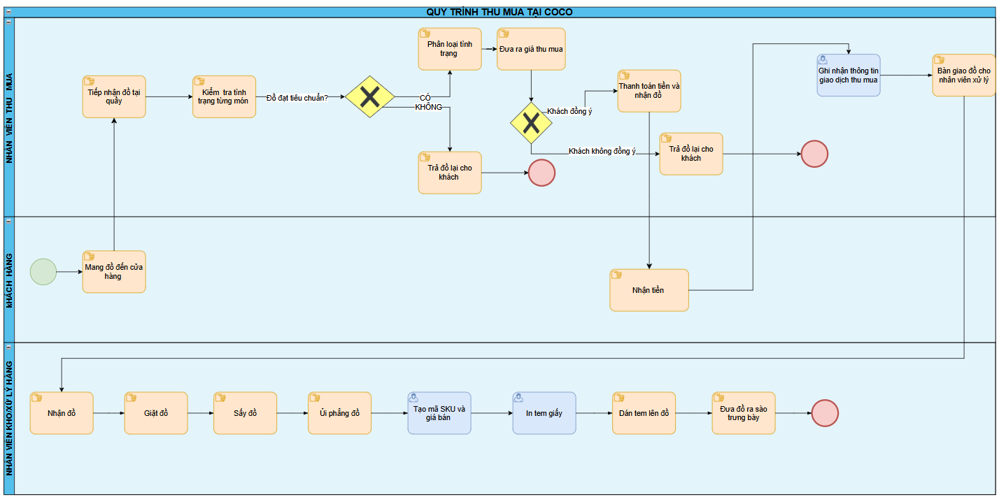 QUY TRÌNH THU MUA TẠI COCO
NHÂN VIÊN THU MUA
Tiếp nhận đồ tại
quầy
Kiểm tra tình
trạng từng món
Đồ đạt tiêu chuẩn?
CÓ
KHÔNG
Phân loại tình
trạng
Đưa ra giá thu mua
Trả đồ lại cho
khách
Khách đồng ý
Khách không đồng ý
Thanh toán tiền và
nhận đồ
Trả đồ lại cho
khách
Ghi nhận thông tin
giao dịch thu mua
Bàn giao đồ cho
nhân viên xử lý
kHÁCH HÀNG
Mang đồ đến cửa
hàng
Nhận tiền
NHÂN VIÊN KHO/XỬ LÝ HÀNG
Nhận đồ
Giặt đồ
Sấy đồ
Ủi phẳng đồ
Tạo mã SKU và
giá bán
In tem giấy
Dán tem lên đồ
Đưa đồ ra sào
trưng bày